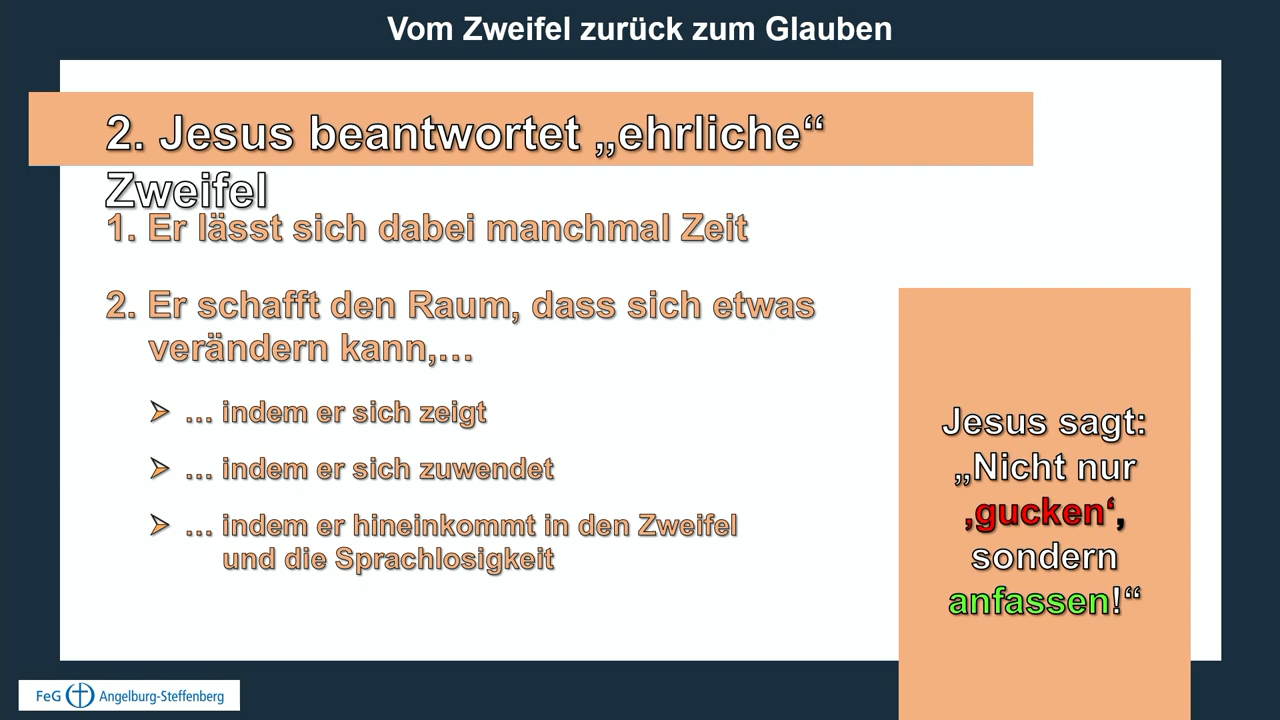 Vom Zweifel zurück zum Glauben
2. Jesus beantwortet „ehrliche“
Zweifel
1. Er lässt sich dabei manchmal Zeit
2. Er schafft den Raum, dass sich etwas
verändern kann,…
➢ … indem er sich zeigt
➢ … indem er sich zuwendet
➢ … indem er hineinkommt in den Zweifel
und die Sprachlosigkeit
Jesus sagt:
„Nicht nur
‚gucken‘,
sondern
anfassen!“
FeG Angelburg-Steffenberg